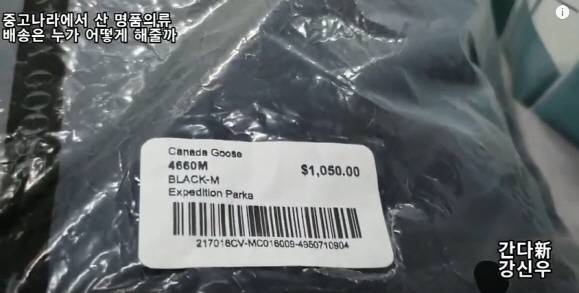 중고나라에서 산 명품의류
배송은 누가 어떻게 해줄까
Canada Goose
4660M
$1,050.00
BLACK-M
Expedition Parka
217018CV-MC016009-4950710904
간다新
강신우